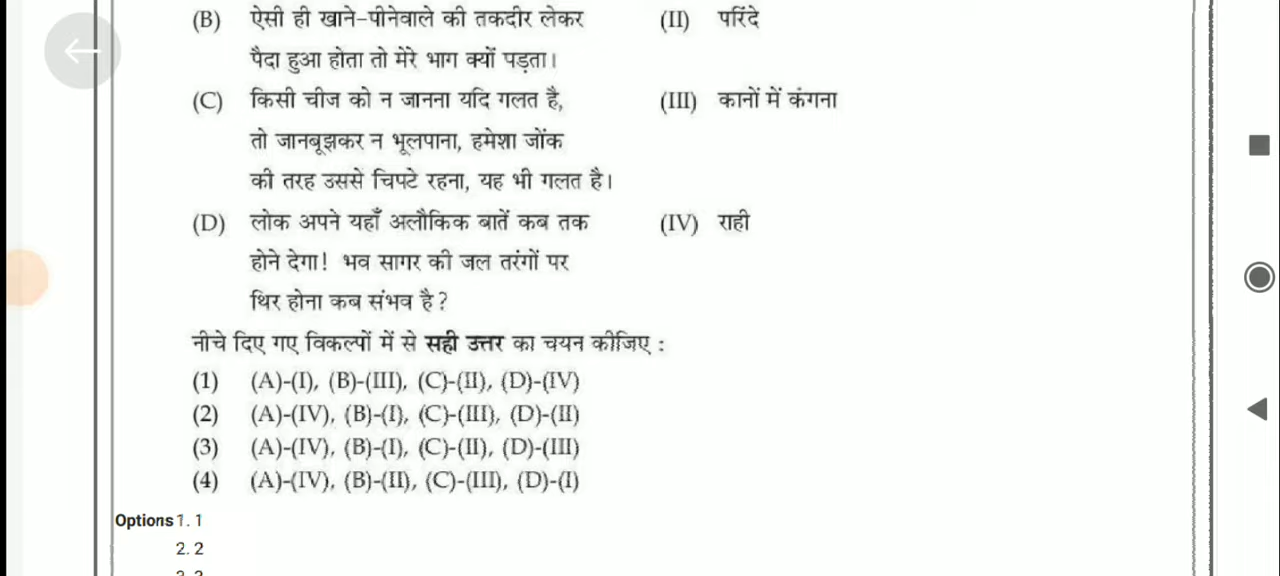 (B) ऐसी ही खाने-पीनेवाले की तकदीर लेकर (II) परिंदे
पैदा हुआ होता तो मेरे भाग क्यों पड़ता।
(C) किसी चीज को न जानना यदि गलत है, (III) कानों में कंगना
तो जानबूझकर न भूलपाना, हमेशा जोंक
की तरह उससे चिपटे रहना, यह भी गलत है।
(D) लोक अपने यहाँ अलौकिक बातें कब तक (IV) राही
होने देगा! भव सागर की जल तरंगों पर
थिर होना कब संभव है?
नीचे दिए गए विकल्पों में से सही उत्तर का चयन कीजिए :
(1) (A)-(I), (B)-(III), (C)-(II), (D)-(IV)
(2) (A)-(IV), (B)-(I), (C)-(III), (D)-(II)
(3) (A)-(IV), (B)-(I), (C)-(II), (D)-(III)
(4) (A)-(IV), (B)-(II), (C)-(III), (D)-(I)
Options 1. 1
2. 2